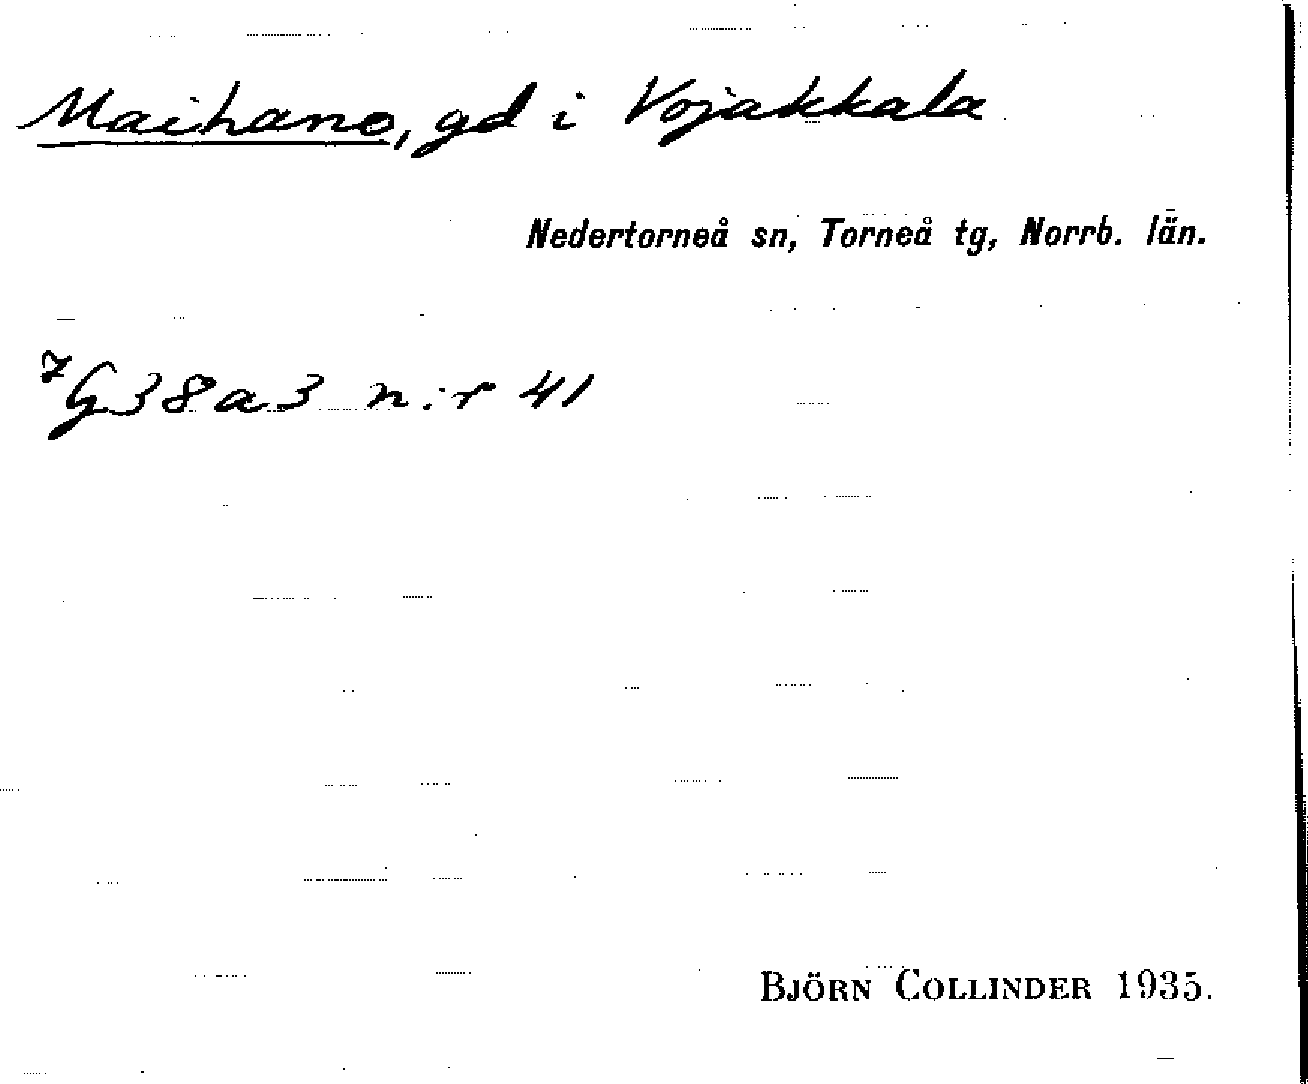 Maihano, gd i Vojakkala
Nedertorneå sn, Torneå tg, Norrb. län.
7G38a3 n:r 41
BJÖRN COLLINDER 1935.